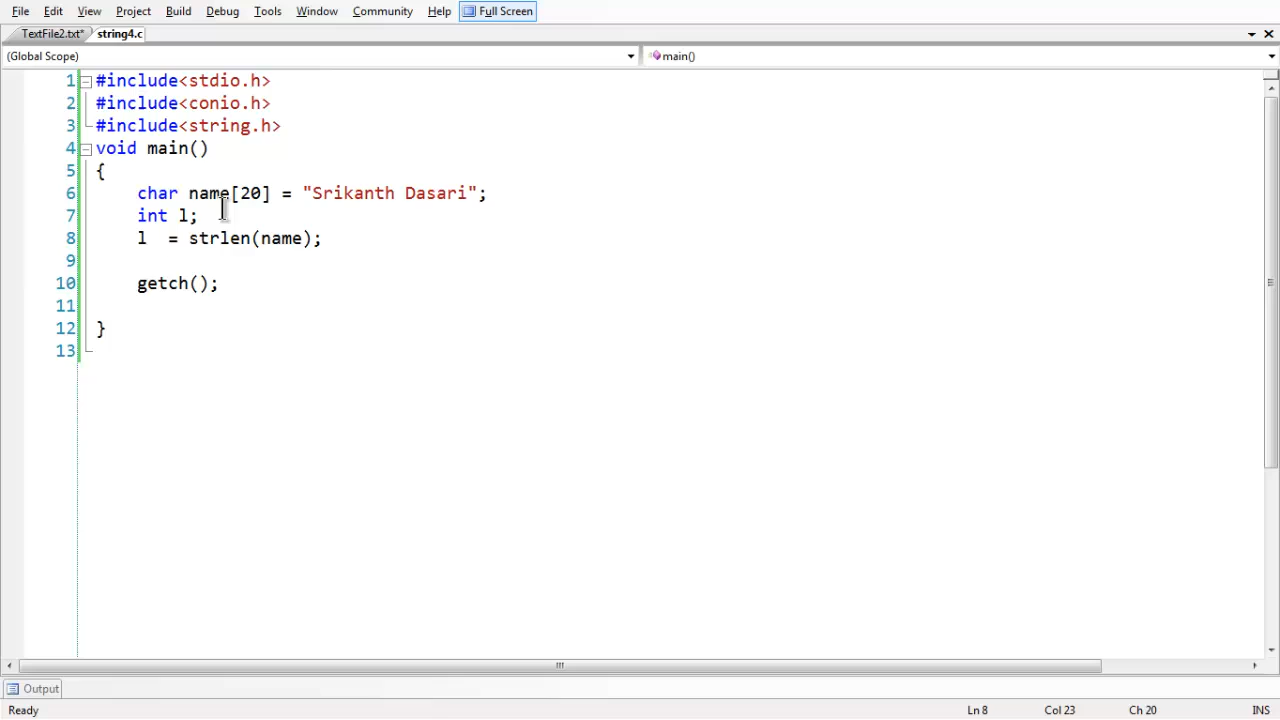 File Edit View Project Build Debug Tools Window Community Help Full Screen
TextFile2.txt* string4.c
(Global Scope) main()
1 #include<stdio.h>
2 #include<conio.h>
3 #include<string.h>
4 void main()
5 {
6 char name[20] = "Srikanth Dasari";
7 int l;
8 l  = strlen(name);
9
10 getch();
11
12 }
13
Output
Ready Ln 8 Col 23 Ch 20 INS